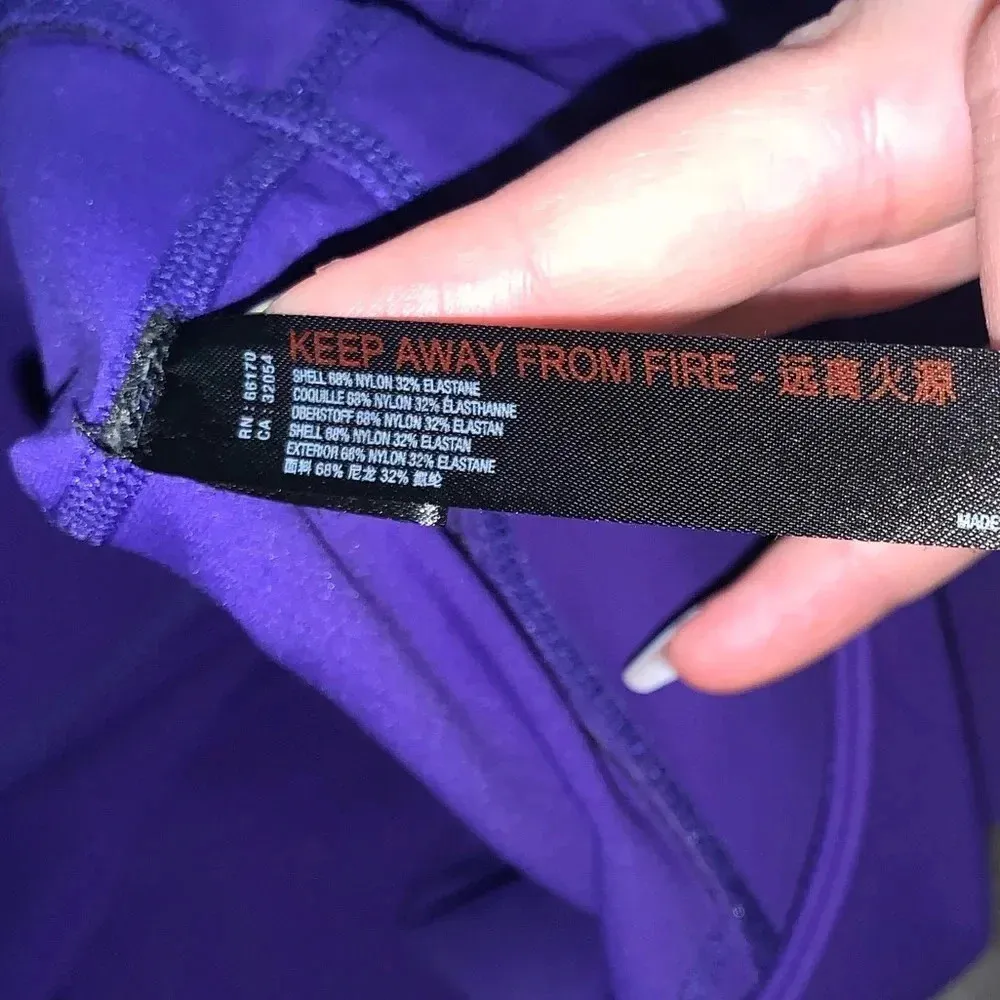 KEEP AWAY FROM FIRE - 远离火源
RN : 66170
CA : 32054
SHELL 68% NYLON 32% ELASTANE
COQUILLE 68% NYLON 32% ÉLASTHANNE
OBERSTOFF 68% NYLON 32% ELASTAN
SHELL 68% NYLON 32% ELASTAN
EXTERIOR 68% NYLON 32% ELASTANE
面料 68% 尼龙 32% 氨纶
MADE